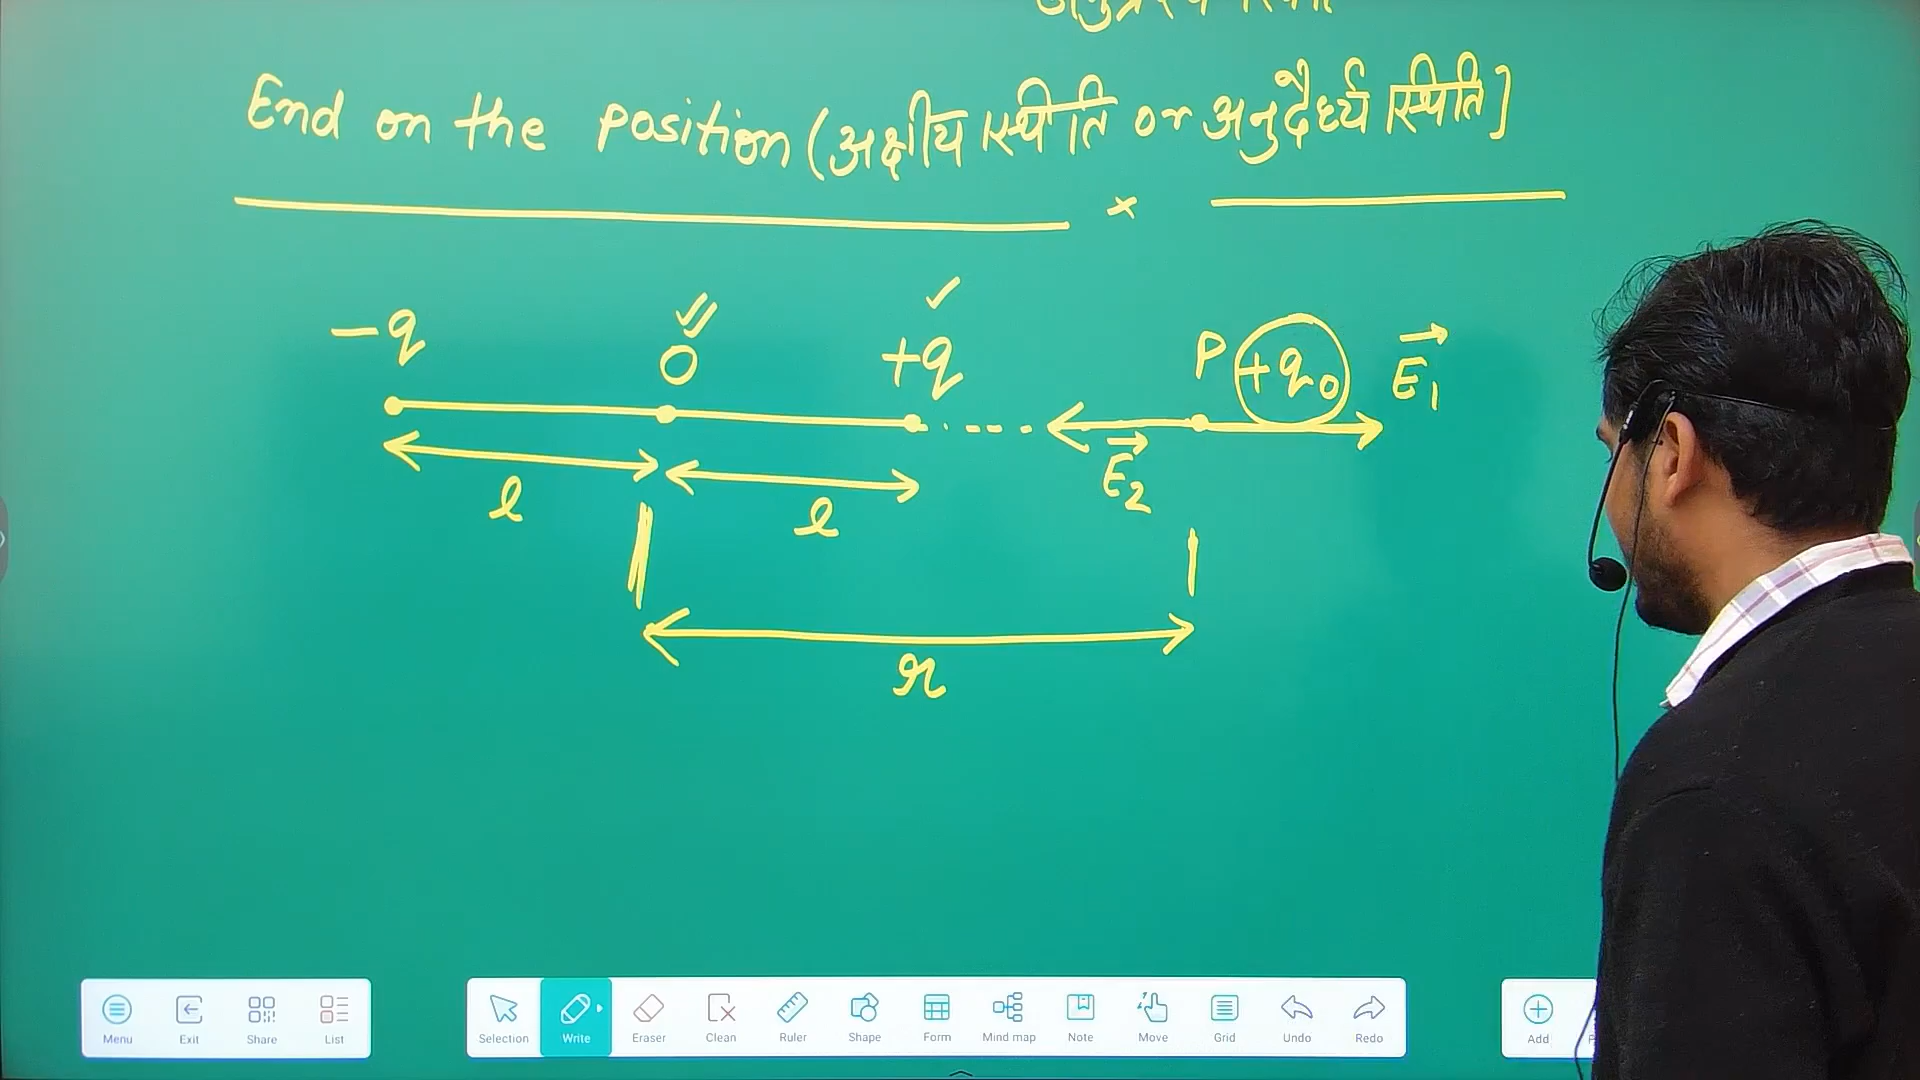 End on the position (अक्षीय स्थीति or अनुदैर्ध्य स्थिति]
x
-q
O
+q
P
+q0
E1
E2
l
l
r
Menu
Exit
Share
List
Selection
Write
Eraser
Clean
Ruler
Shape
Form
Mind map
Note
Move
Grid
Undo
Redo
Add